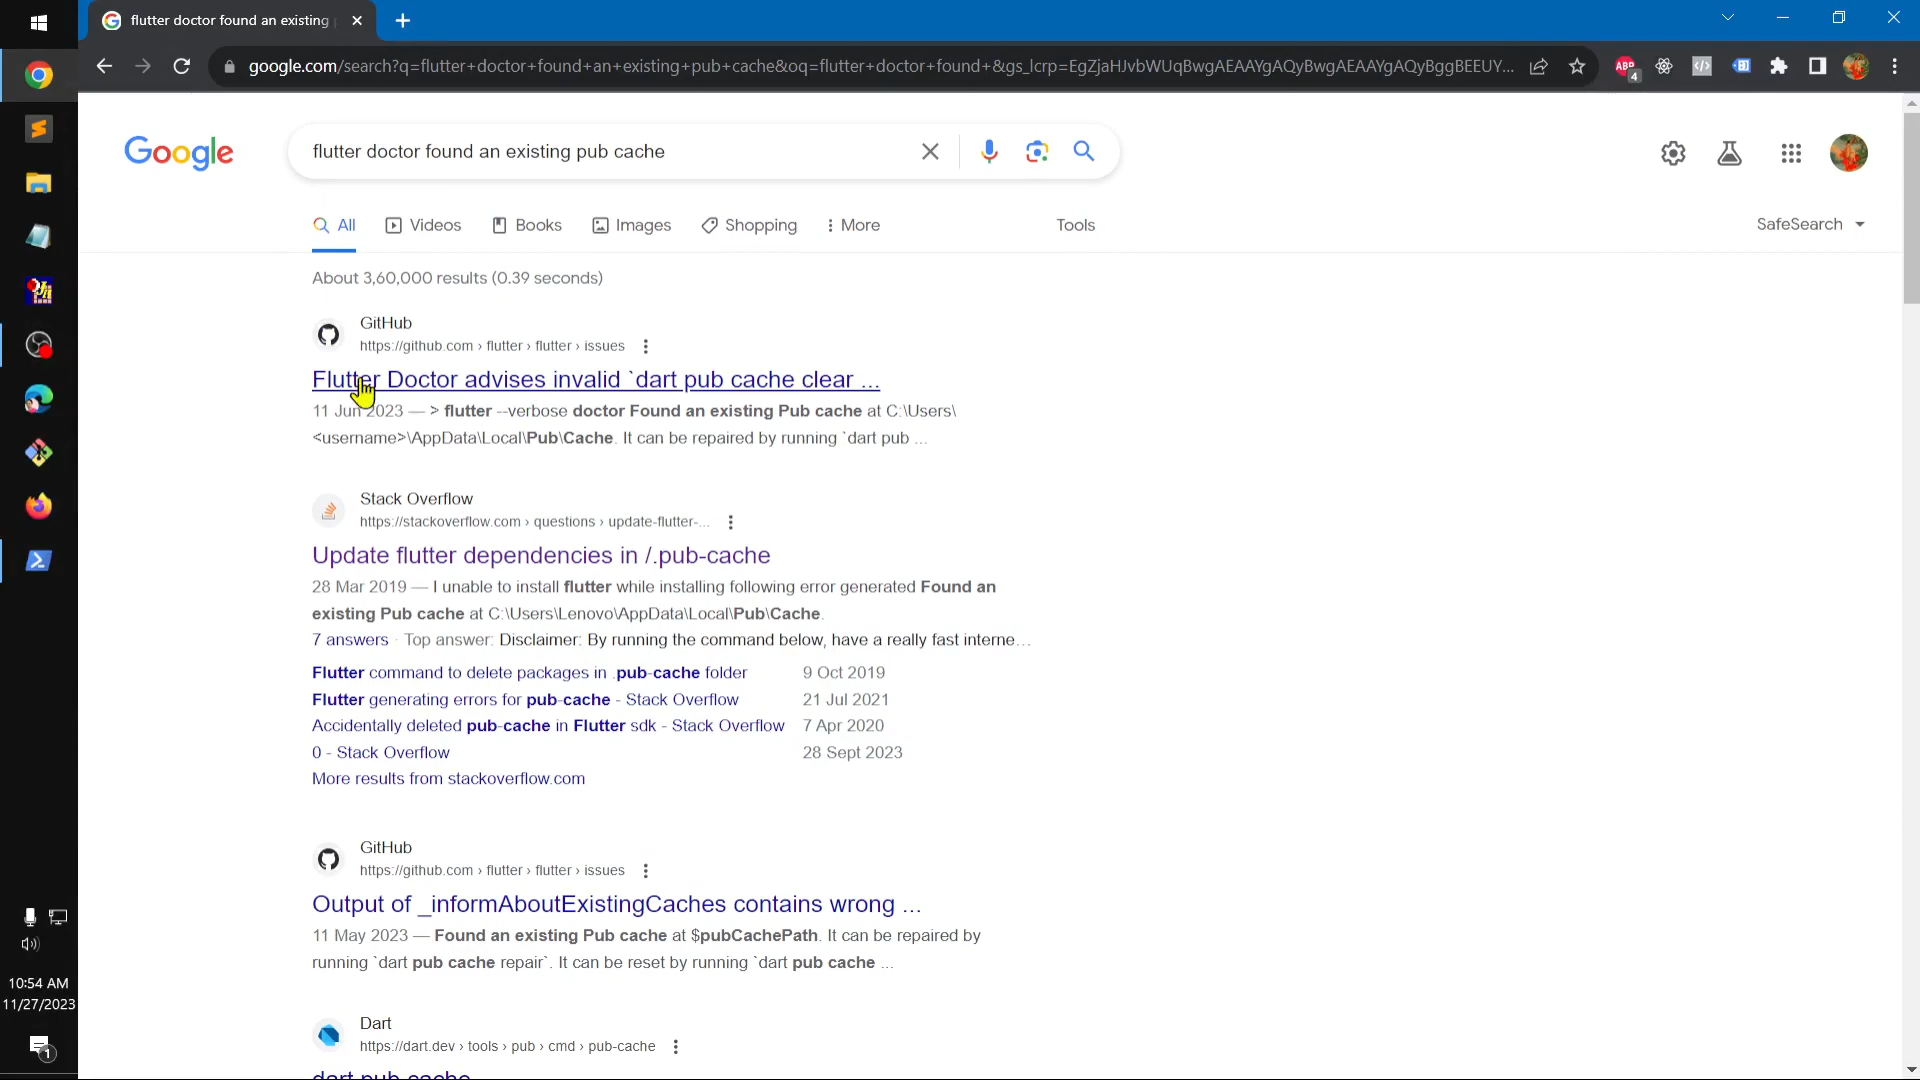 flutter doctor found an existing
google.com/search?q=flutter+doctor+found+an+existing+pub+cache&oq=flutter+doctor+found+&gs_lcrp=EgZjaHJvbWUqBwgAEAAYgAQyBwgAEAAYgAQyBggBEEUY...
ABP
4
Google
flutter doctor found an existing pub cache
All Videos Books Images Shopping More Tools SafeSearch
About 3,60,000 results (0.39 seconds)
GitHub
https://github.com › flutter › flutter › issues
Flutter Doctor advises invalid `dart pub cache clear ...
11 Jun 2023 — > flutter --verbose doctor Found an existing Pub cache at C:\Users\
<username>\AppData\Local\Pub\Cache. It can be repaired by running `dart pub ...
Stack Overflow
https://stackoverflow.com › questions › update-flutter-...
Update flutter dependencies in /.pub-cache
28 Mar 2019 — I unable to install flutter while installing following error generated Found an
existing Pub cache at C:\Users\Lenovo\AppData\Local\Pub\Cache.
7 answers · Top answer: Disclaimer: By running the command below, have a really fast interne...
Flutter command to delete packages in .pub-cache folder 9 Oct 2019
Flutter generating errors for pub-cache - Stack Overflow 21 Jul 2021
Accidentally deleted pub-cache in Flutter sdk - Stack Overflow 7 Apr 2020
0 - Stack Overflow 28 Sept 2023
More results from stackoverflow.com
GitHub
https://github.com › flutter › flutter › issues
Output of _informAboutExistingCaches contains wrong ...
11 May 2023 — Found an existing Pub cache at $pubCachePath. It can be repaired by
running `dart pub cache repair`. It can be reset by running `dart pub cache ...
Dart
https://dart.dev › tools › pub › cmd › pub-cache
dart pub cache
10:54 AM
11/27/2023
1